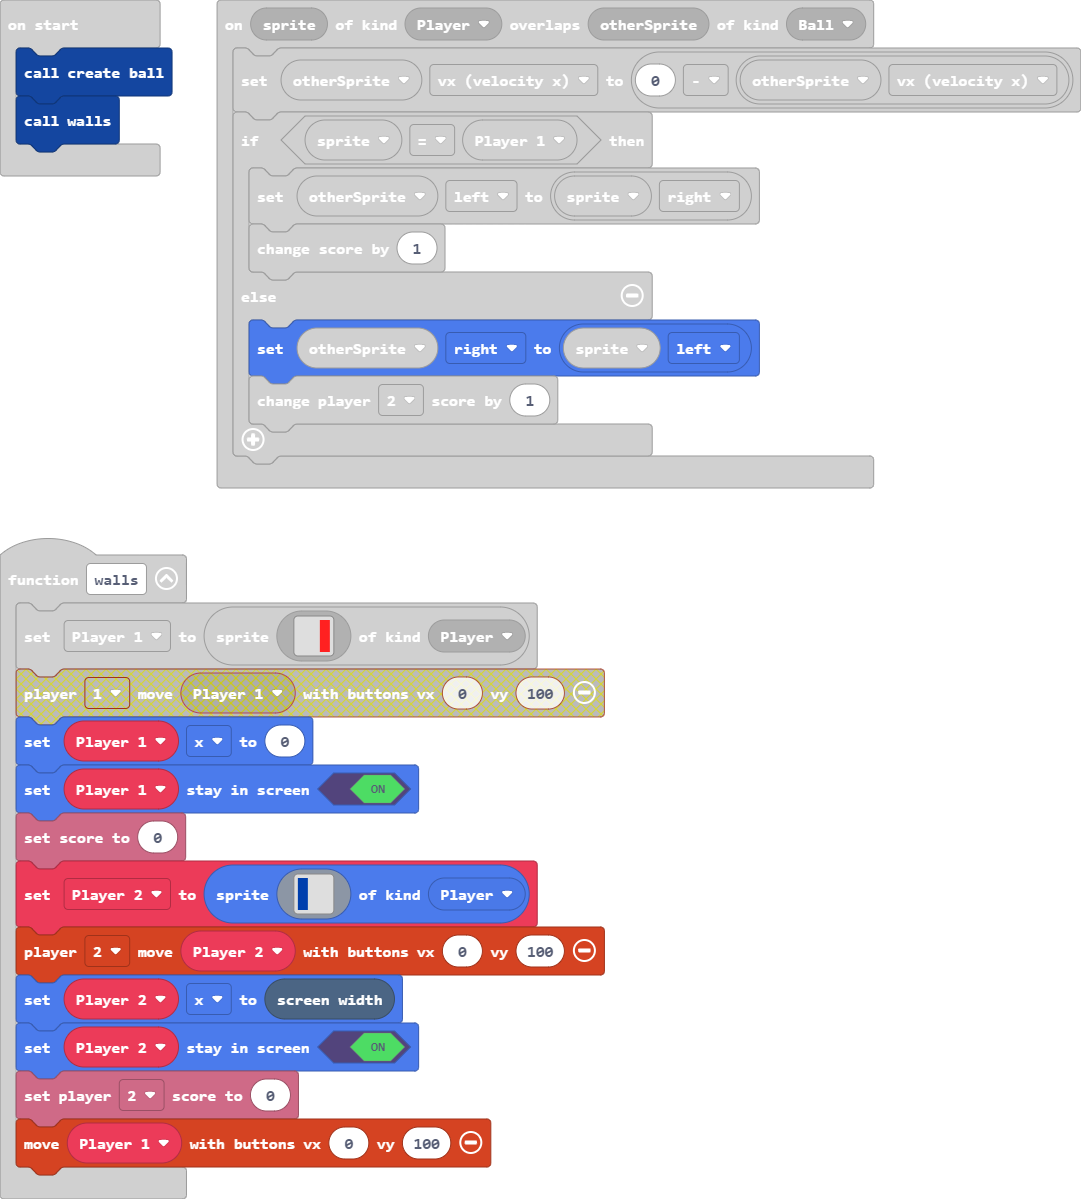 on start
call create ball
call walls
on sprite of kind Player overlaps otherSprite of kind Ball
set otherSprite vx (velocity x) to 0 - otherSprite vx (velocity x)
if sprite = Player 1 then
set otherSprite left to sprite right
change score by 1
else
set otherSprite right to sprite left
change player 2 score by 1
function walls
set Player 1 to sprite of kind Player
player 1 move Player 1 with buttons vx 0 vy 100
set Player 1 x to 0
set Player 1 stay in screen ON
set score to 0
set Player 2 to sprite of kind Player
player 2 move Player 2 with buttons vx 0 vy 100
set Player 2 x to screen width
set Player 2 stay in screen ON
set player 2 score to 0
move Player 1 with buttons vx 0 vy 100